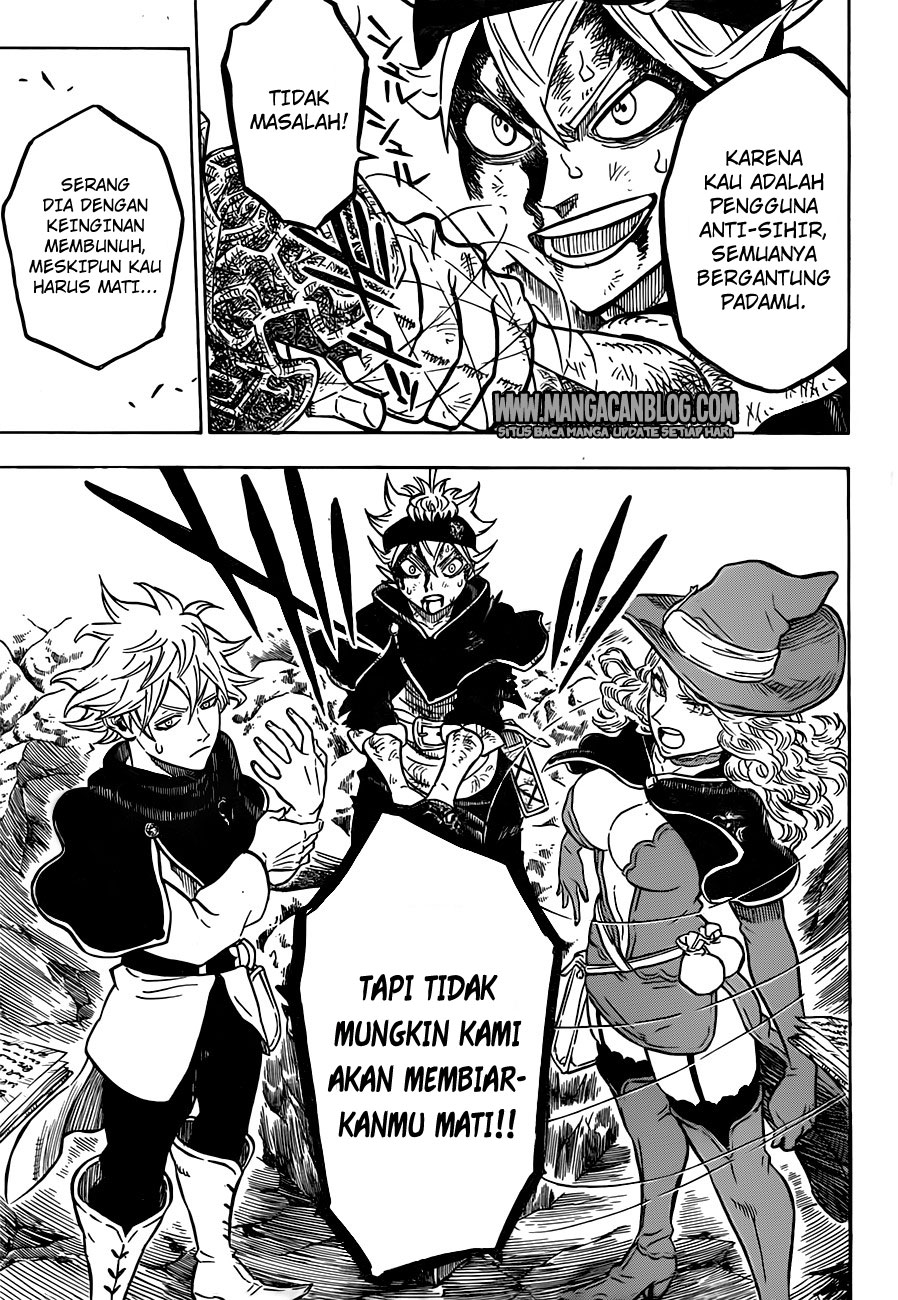 KARENA
KAU ADALAH
PENGGUNA
ANTI-SIHIR,
SEMUANYA
BERGANTUNG
PADAMU.
TIDAK
MASALAH!
SERANG
DIA DENGAN
KEINGINAN
MEMBUNUH,
MESKIPUN KAU
HARUS MATI...
WWW.MANGACANBLOG.COM
SITUS BACA MANGA UPDATE SETIAP HARI
TAPI TIDAK
MUNGKIN KAMI
AKAN MEMBIAR-
KANMU MATI!!